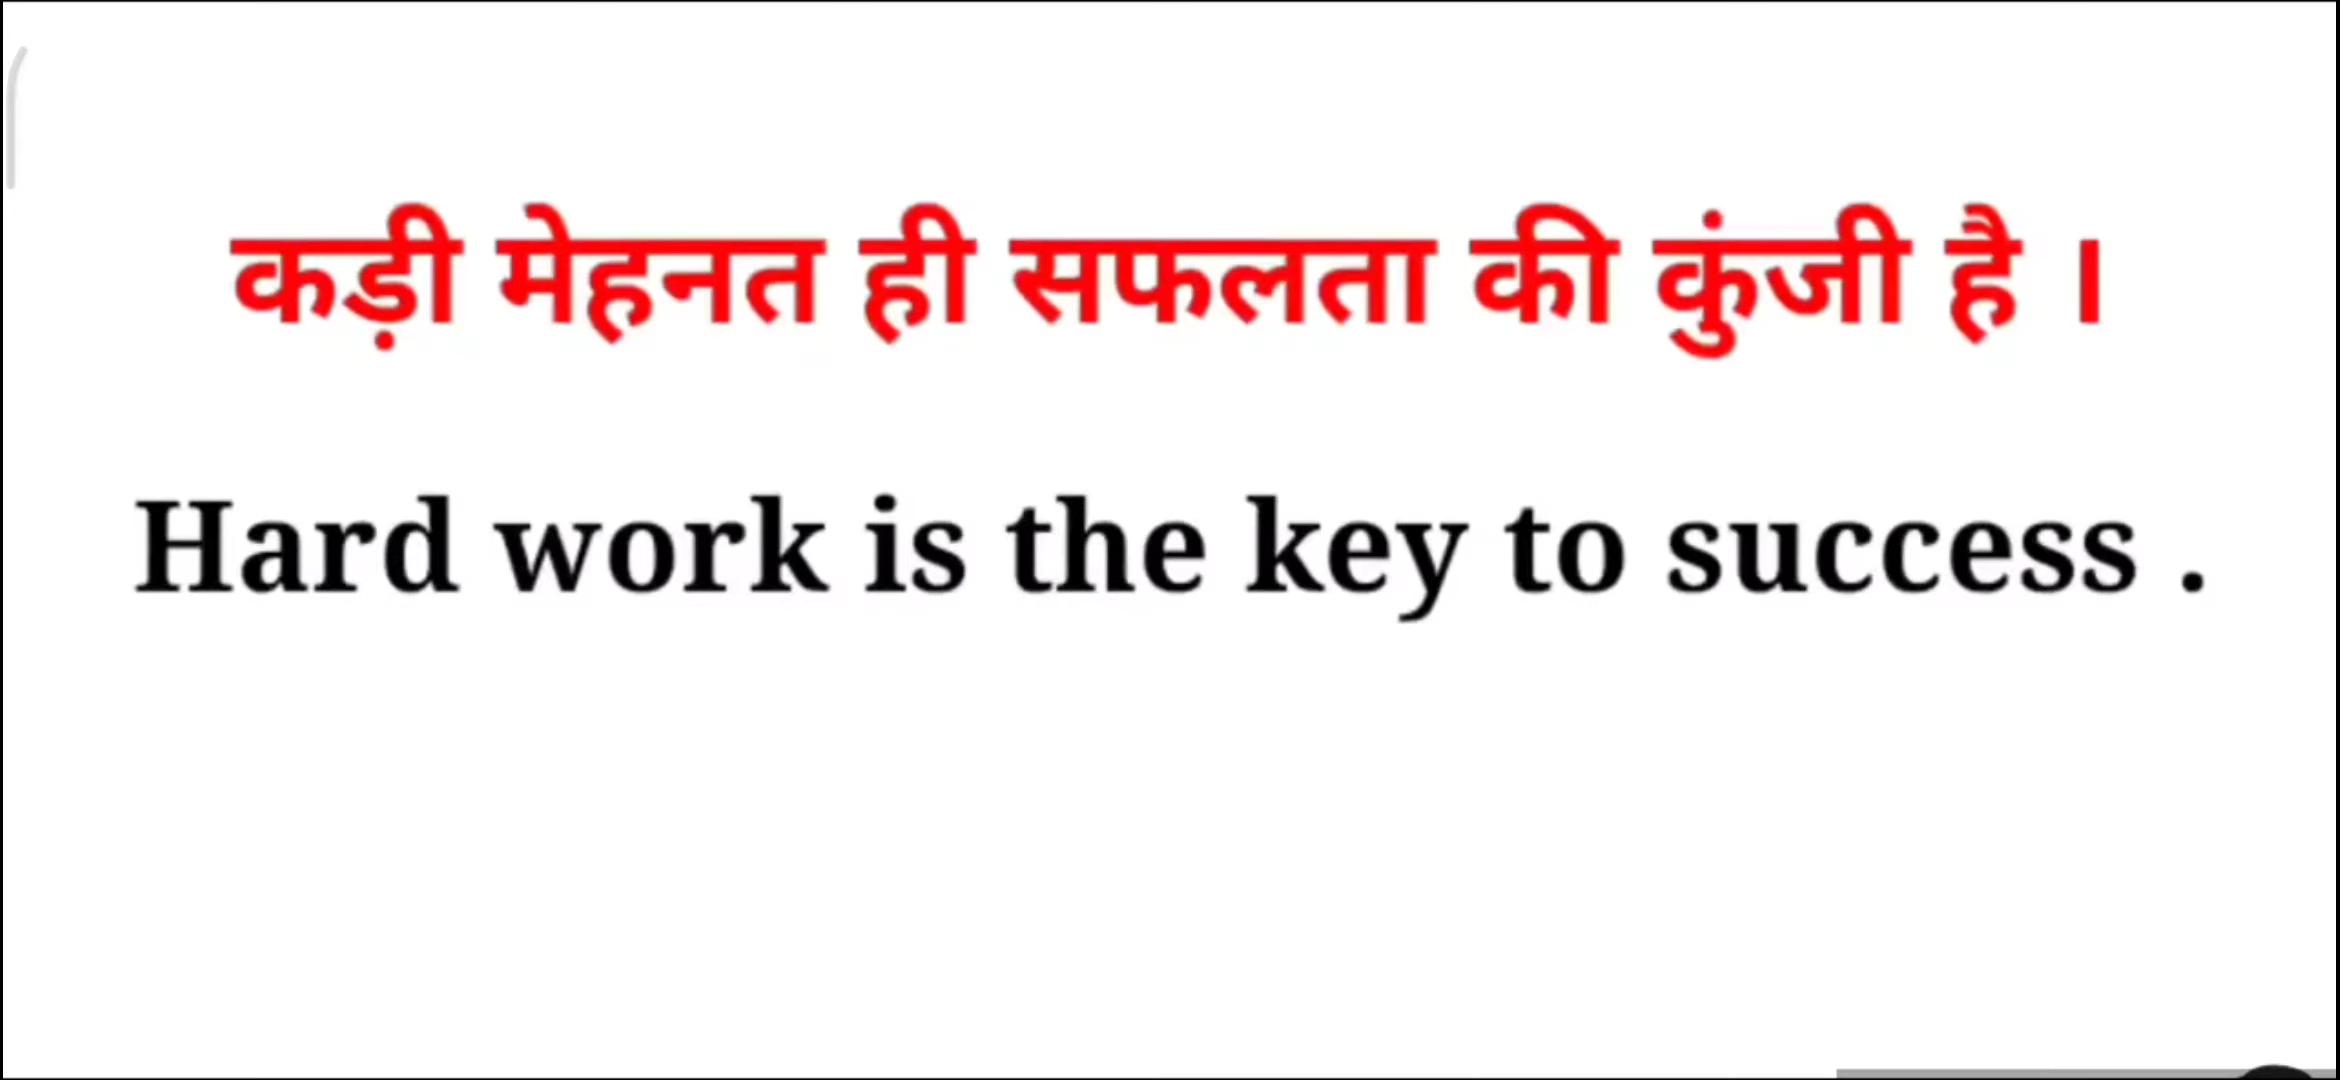 कड़ी मेहनत ही सफलता की कुंजी है ।
Hard work is the key to success .